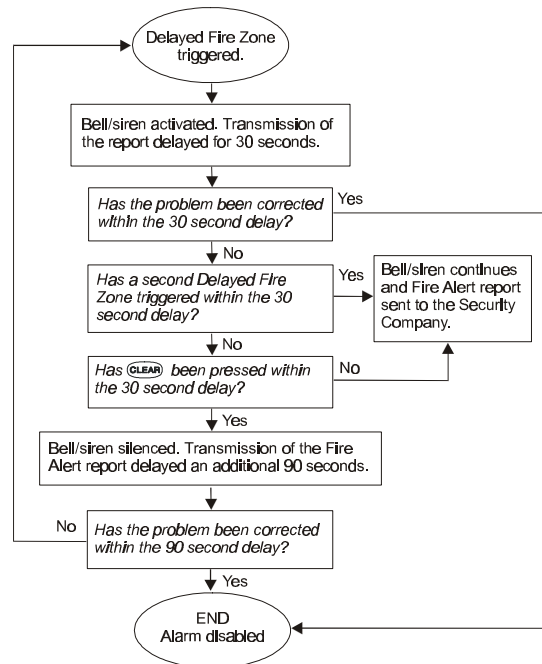 Delayed Fire Zone
triggered.
Bell/siren activated. Transmission of
the report delayed for 30 seconds.
Has the problem been corrected
within the 30 second delay?
Yes
No
Has a second Delayed Fire
Zone triggered within the 30
second delay?
Yes
Bell/siren continues
and Fire Alert report
sent to the Security
Company.
No
Has CLEAR been pressed within
the 30 second delay?
No
Yes
Bell/siren silenced. Transmission of the Fire
Alert report delayed an additional 90 seconds.
No
Has the problem been corrected
within the 90 second delay?
Yes
END
Alarm disabled